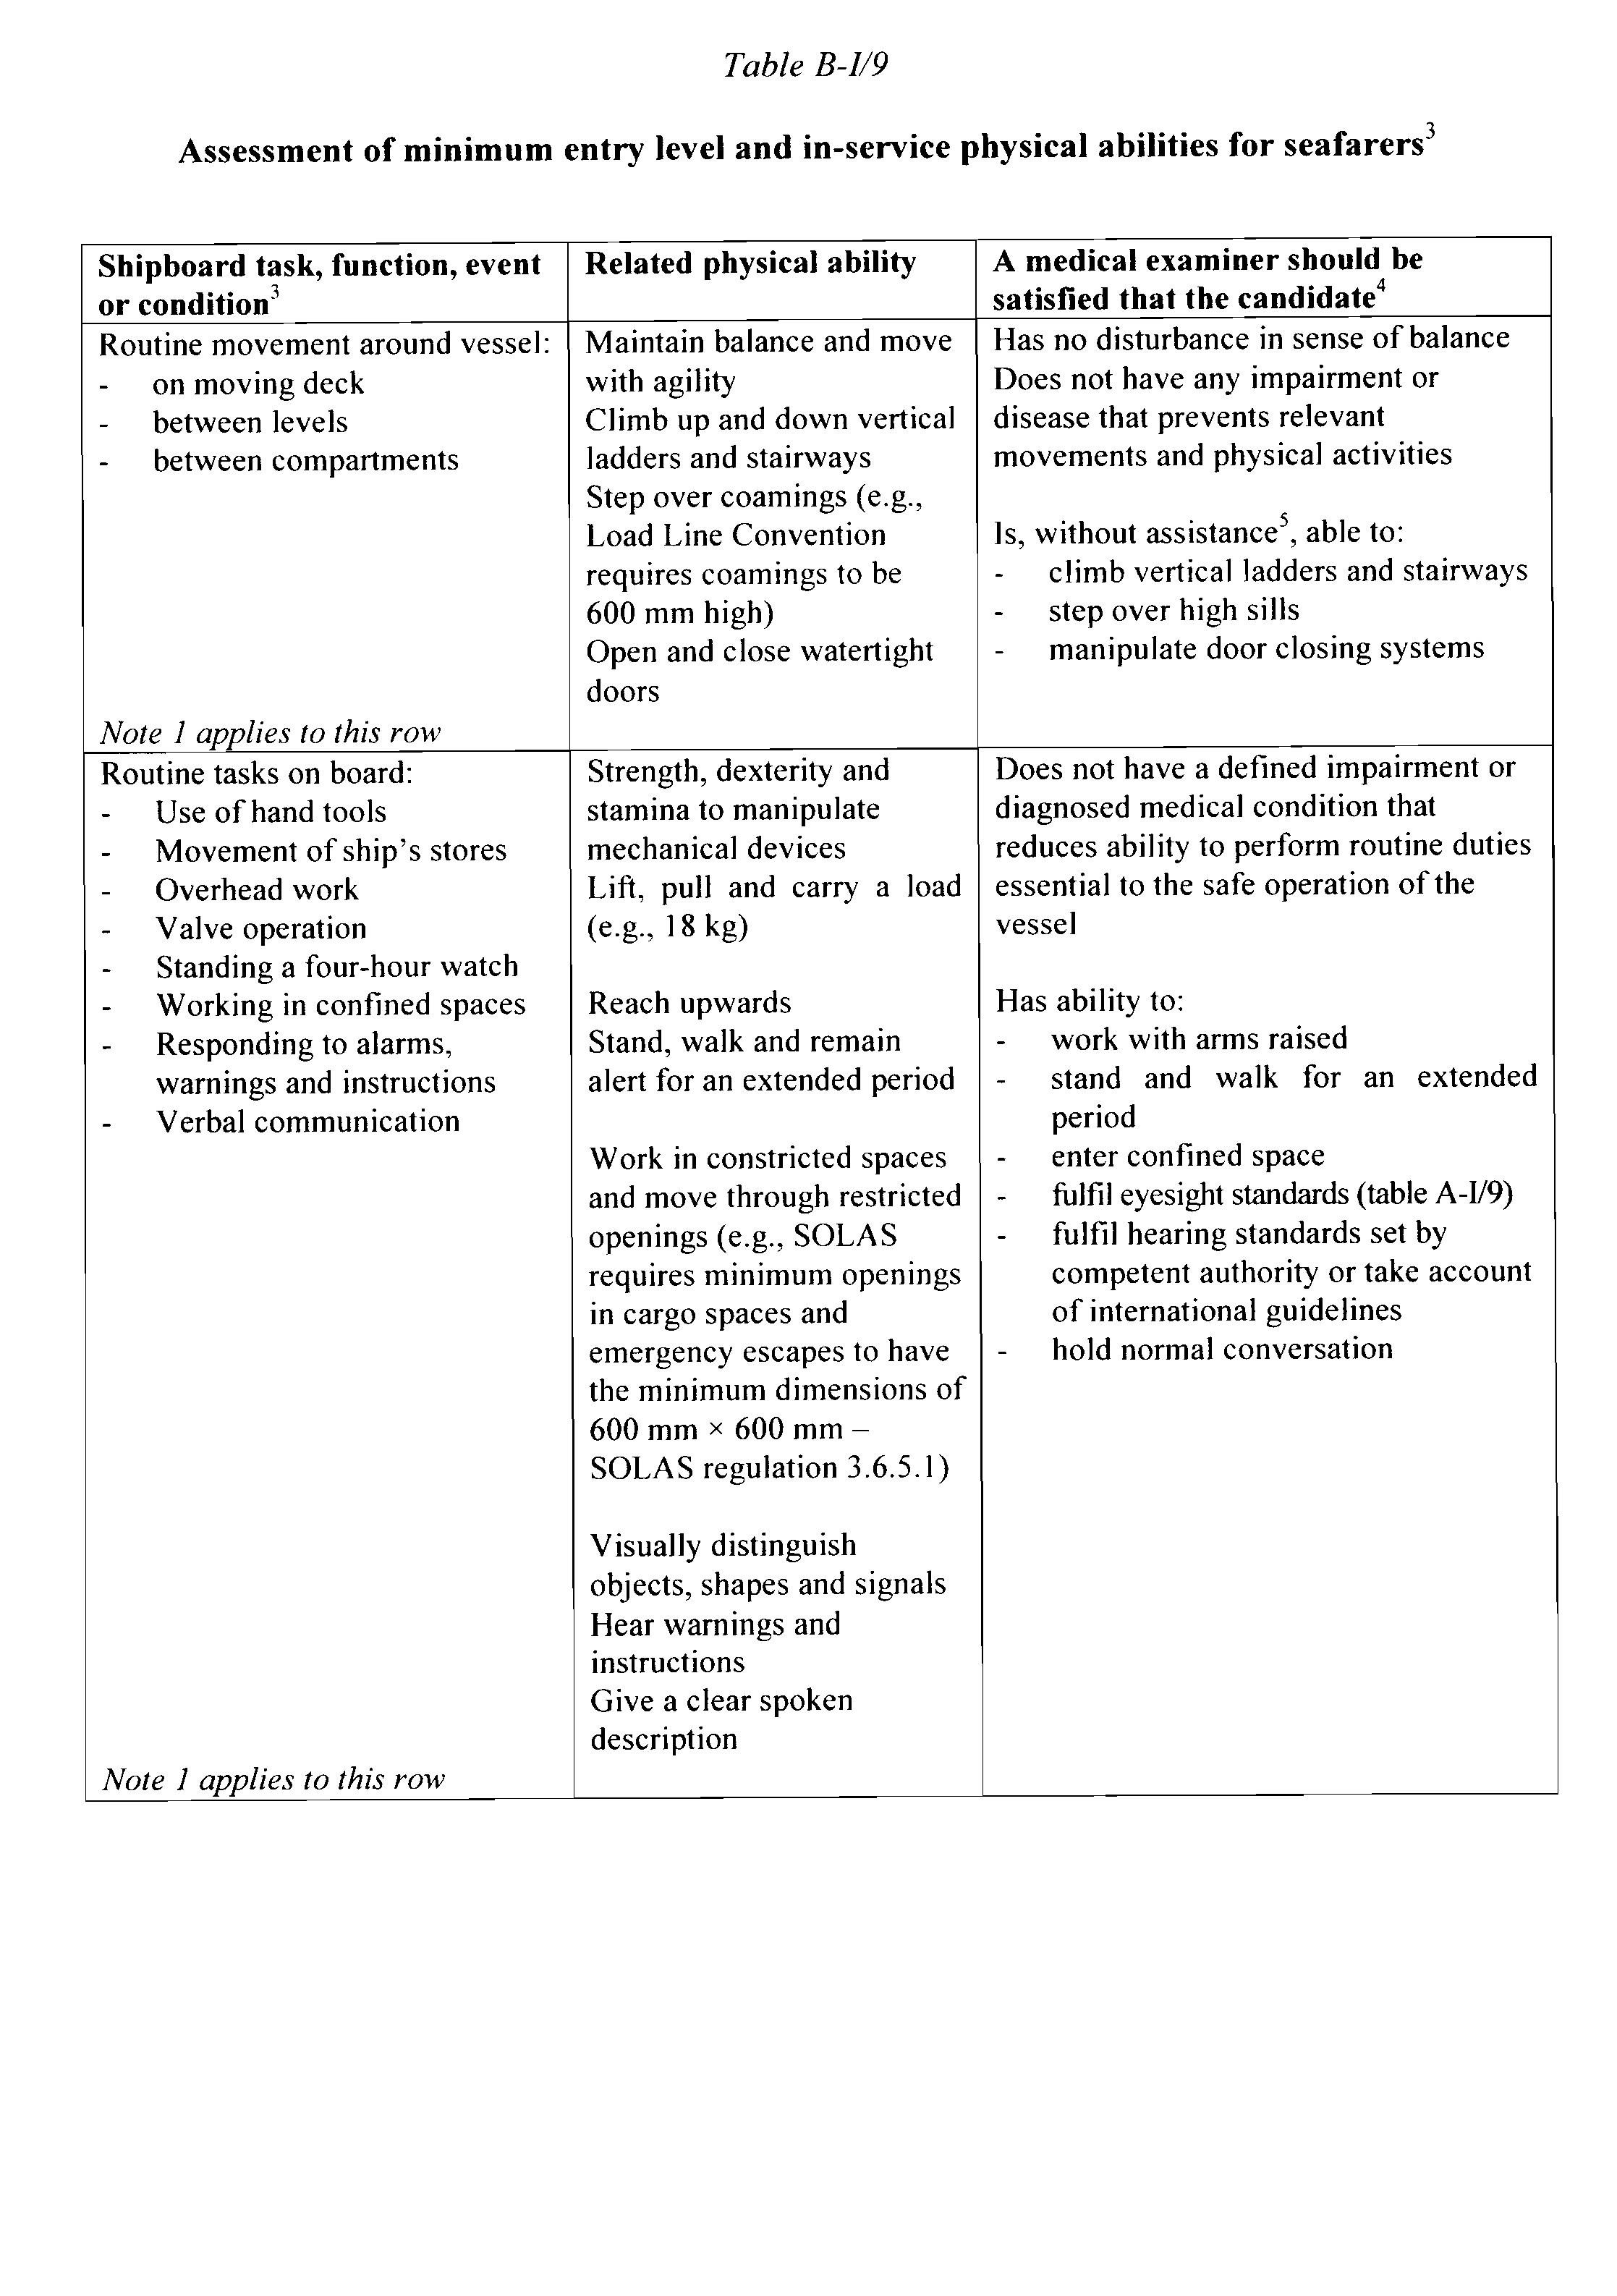 Table B-I/9
Assessment of minimum entry level and in-service physical abilities for seafarers³
Shipboard task, function, event
or condition³
Related physical ability
A medical examiner should be
satisfied that the candidate⁴
Routine movement around vessel:
- on moving deck
- between levels
- between compartments
Note 1 applies to this row
Maintain balance and move
with agility
Climb up and down vertical
ladders and stairways
Step over coamings (e.g.,
Load Line Convention
requires coamings to be
600 mm high)
Open and close watertight
doors
Has no disturbance in sense of balance
Does not have any impairment or
disease that prevents relevant
movements and physical activities
Is, without assistance⁵, able to:
- climb vertical ladders and stairways
- step over high sills
- manipulate door closing systems
Routine tasks on board:
- Use of hand tools
- Movement of ship's stores
- Overhead work
- Valve operation
- Standing a four-hour watch
- Working in confined spaces
- Responding to alarms,
warnings and instructions
- Verbal communication
Note 1 applies to this row
Strength, dexterity and
stamina to manipulate
mechanical devices
Lift, pull and carry a load
(e.g., 18 kg)
Reach upwards
Stand, walk and remain
alert for an extended period
Work in constricted spaces
and move through restricted
openings (e.g., SOLAS
requires minimum openings
in cargo spaces and
emergency escapes to have
the minimum dimensions of
600 mm × 600 mm –
SOLAS regulation 3.6.5.1)
Visually distinguish
objects, shapes and signals
Hear warnings and
instructions
Give a clear spoken
description
Does not have a defined impairment or
diagnosed medical condition that
reduces ability to perform routine duties
essential to the safe operation of the
vessel
Has ability to:
- work with arms raised
- stand and walk for an extended
period
- enter confined space
- fulfil eyesight standards (table A-I/9)
- fulfil hearing standards set by
competent authority or take account
of international guidelines
- hold normal conversation